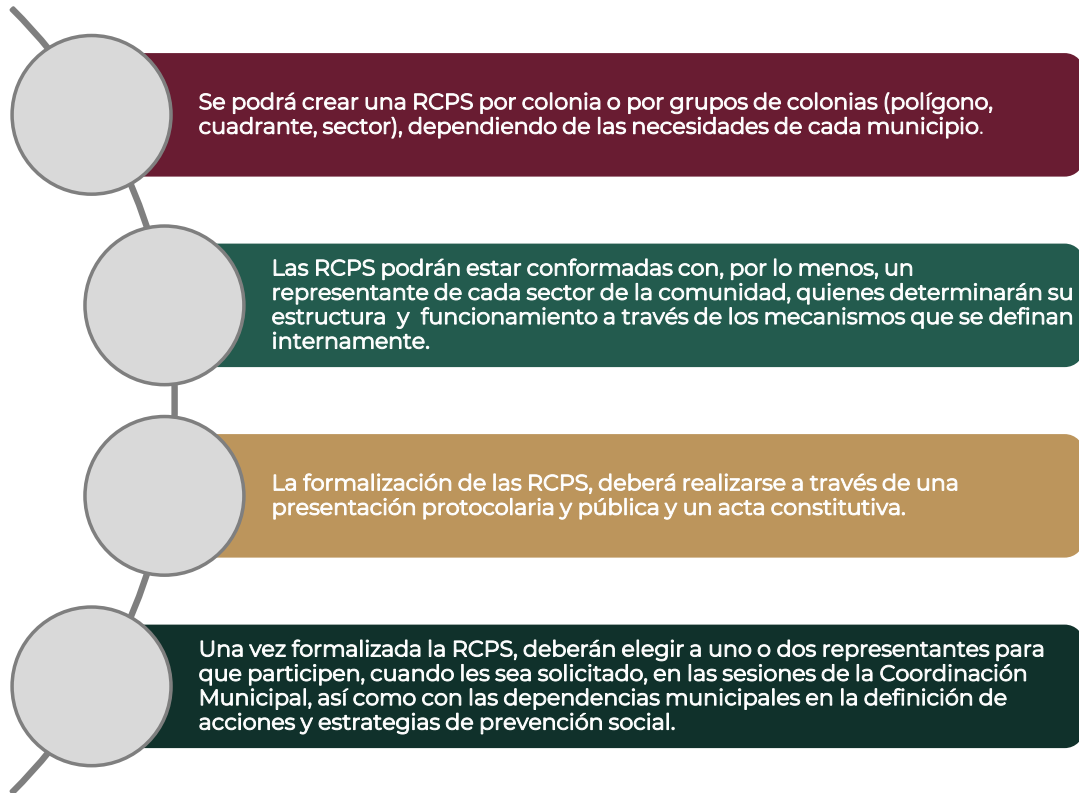 Se podrá crear una RCPS por colonia o por grupos de colonias (polígono,
cuadrante, sector), dependiendo de las necesidades de cada municipio.
Las RCPS podrán estar conformadas con, por lo menos, un
representante de cada sector de la comunidad, quienes determinarán su
estructura y funcionamiento a través de los mecanismos que se definan
internamente.
La formalización de las RCPS, deberá realizarse a través de una
presentación protocolaria y pública y un acta constitutiva.
Una vez formalizada la RCPS, deberán elegir a uno o dos representantes para
que participen, cuando les sea solicitado, en las sesiones de la Coordinación
Municipal, así como con las dependencias municipales en la definición de
acciones y estrategias de prevención social.